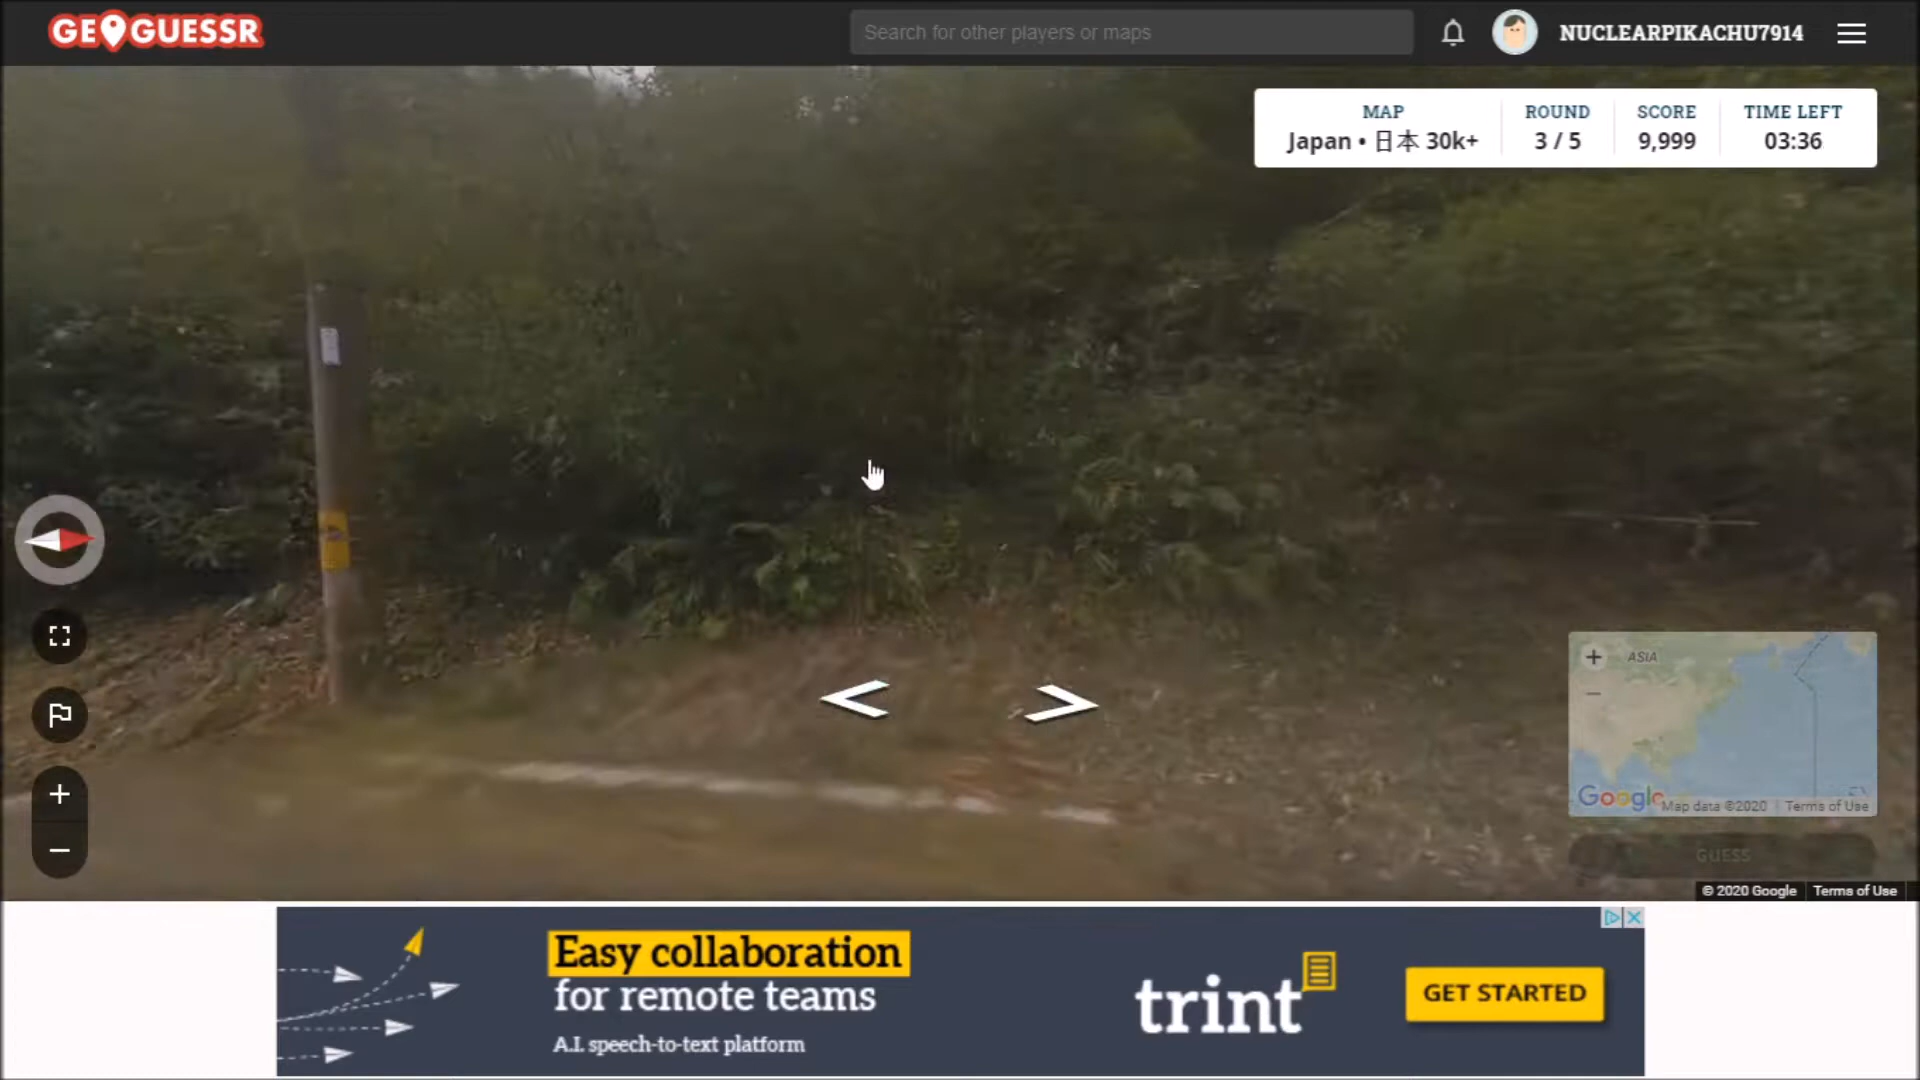 GEOGUESSR
Search for other players or maps
NUCLEARPIKACHU7914
MAP
Japan • 日本 30k+
ROUND
3 / 5
SCORE
9,999
TIME LEFT
03:36
ASIA
Google
Map data ©2020
Terms of Use
GUESS
© 2020 Google
Terms of Use
Easy collaboration
for remote teams
A.I. speech-to-text platform
trint
GET STARTED